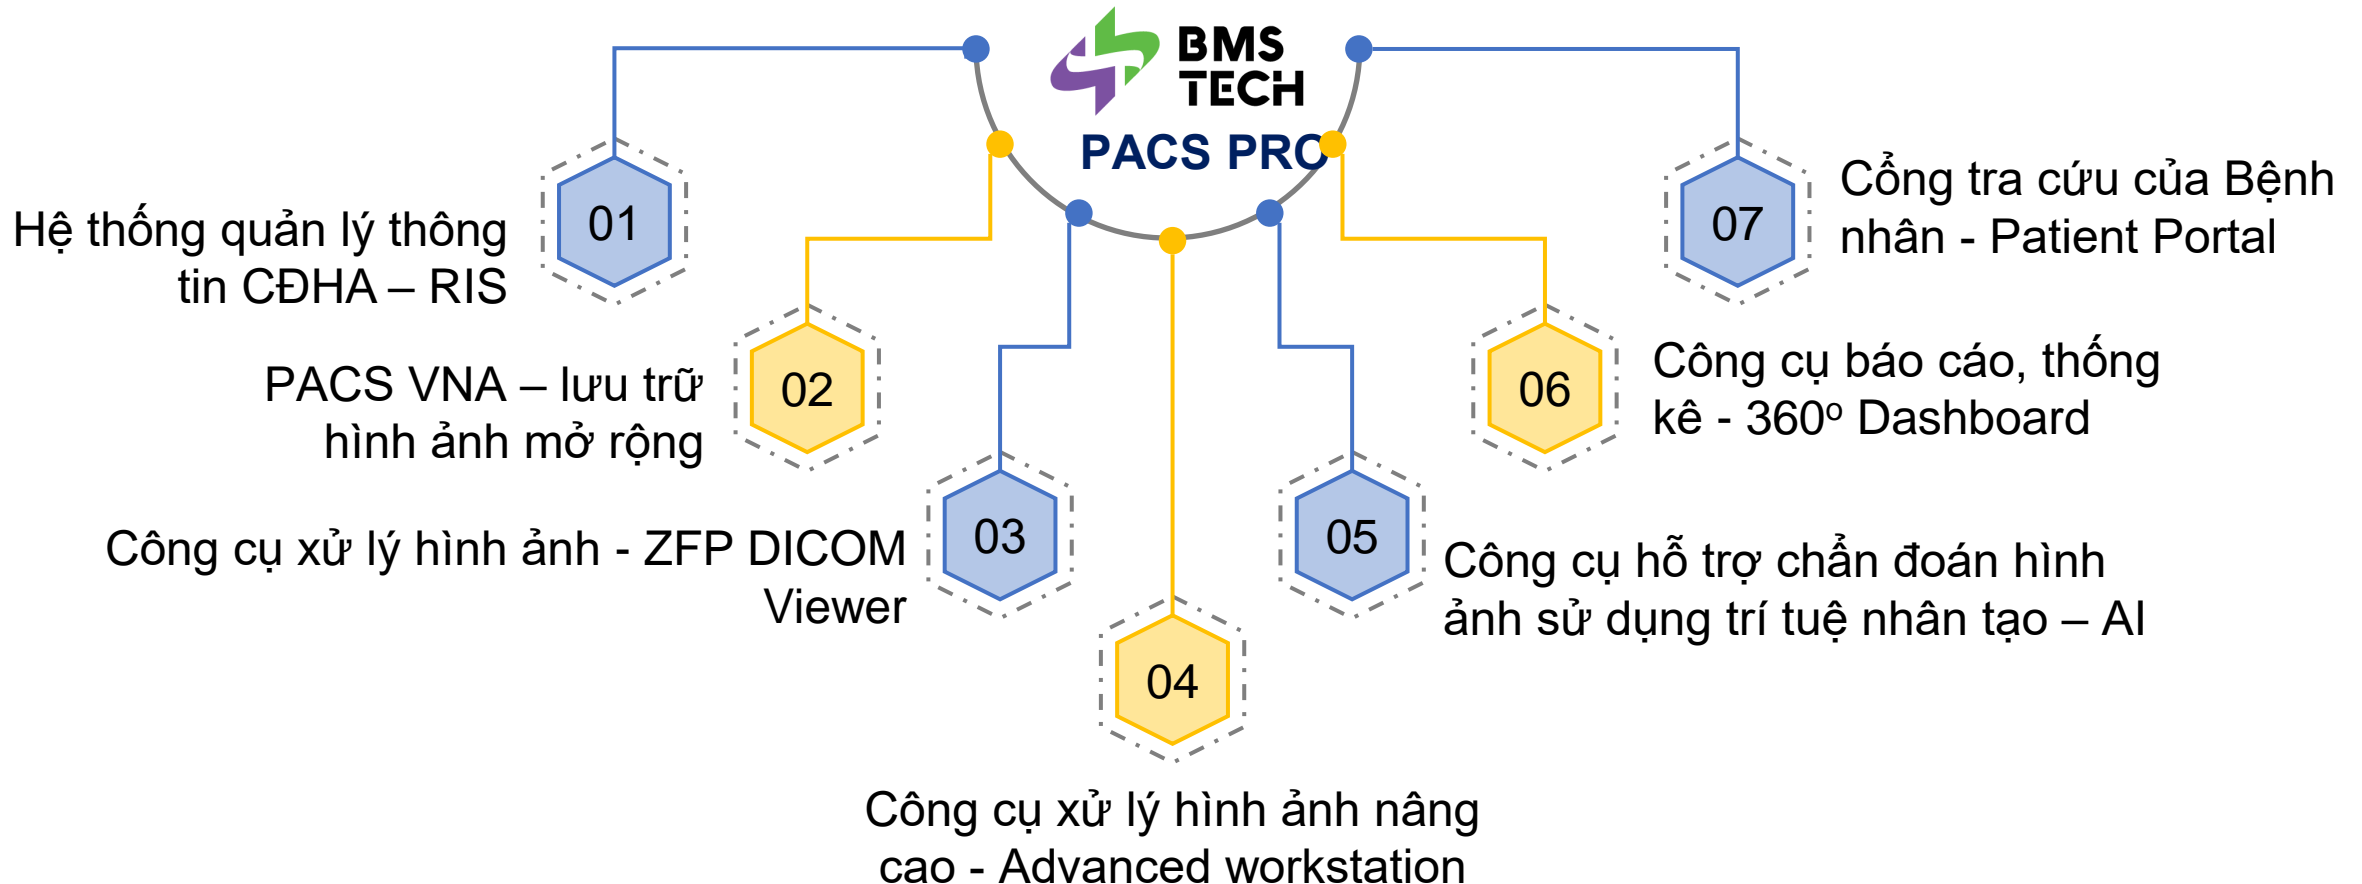 BMS
TECH
PACS PRO
01
Hệ thống quản lý thông
tin CĐHA – RIS
02
PACS VNA – lưu trữ
hình ảnh mở rộng
03
Công cụ xử lý hình ảnh - ZFP DICOM
Viewer
04
Công cụ xử lý hình ảnh nâng
cao - Advanced workstation
05
Công cụ hỗ trợ chẩn đoán hình
ảnh sử dụng trí tuệ nhân tạo – AI
06
Công cụ báo cáo, thống
kê - 360º Dashboard
07
Cổng tra cứu của Bệnh
nhân - Patient Portal